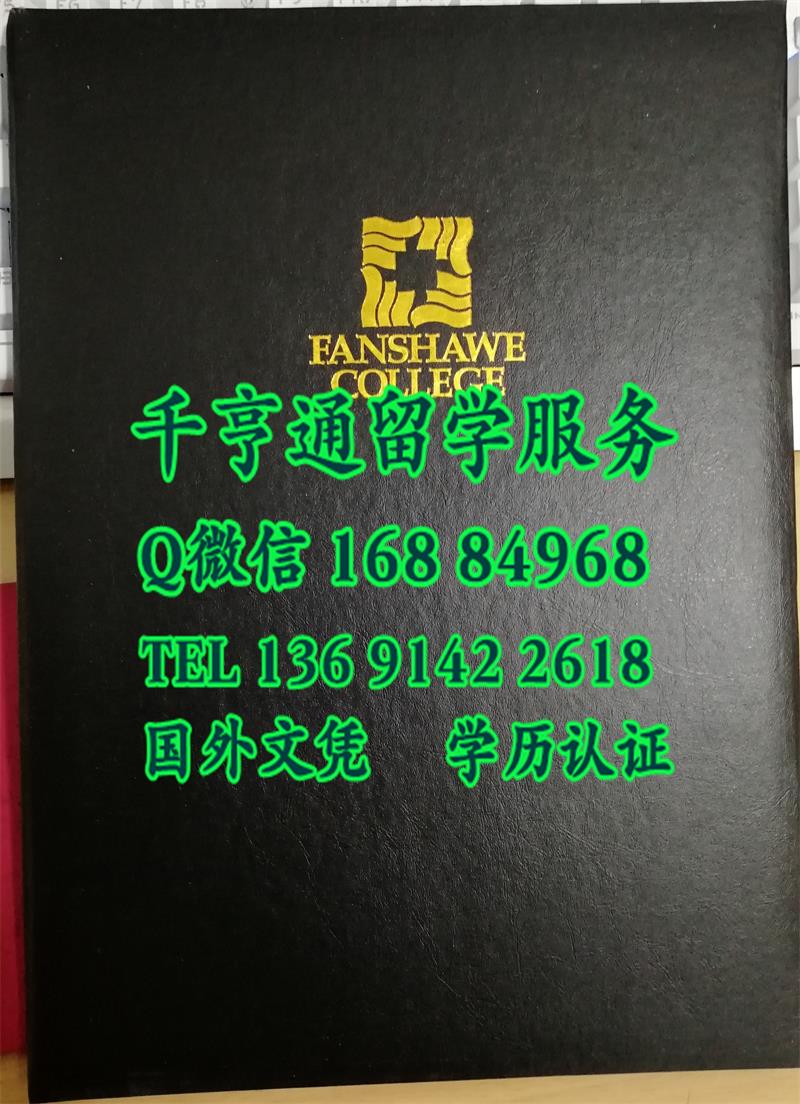 FANSHAWE
COLLEGE
千亨通留学服务
Q微信 168 84968
TEL 136 9142 2618
国外文凭 学历认证